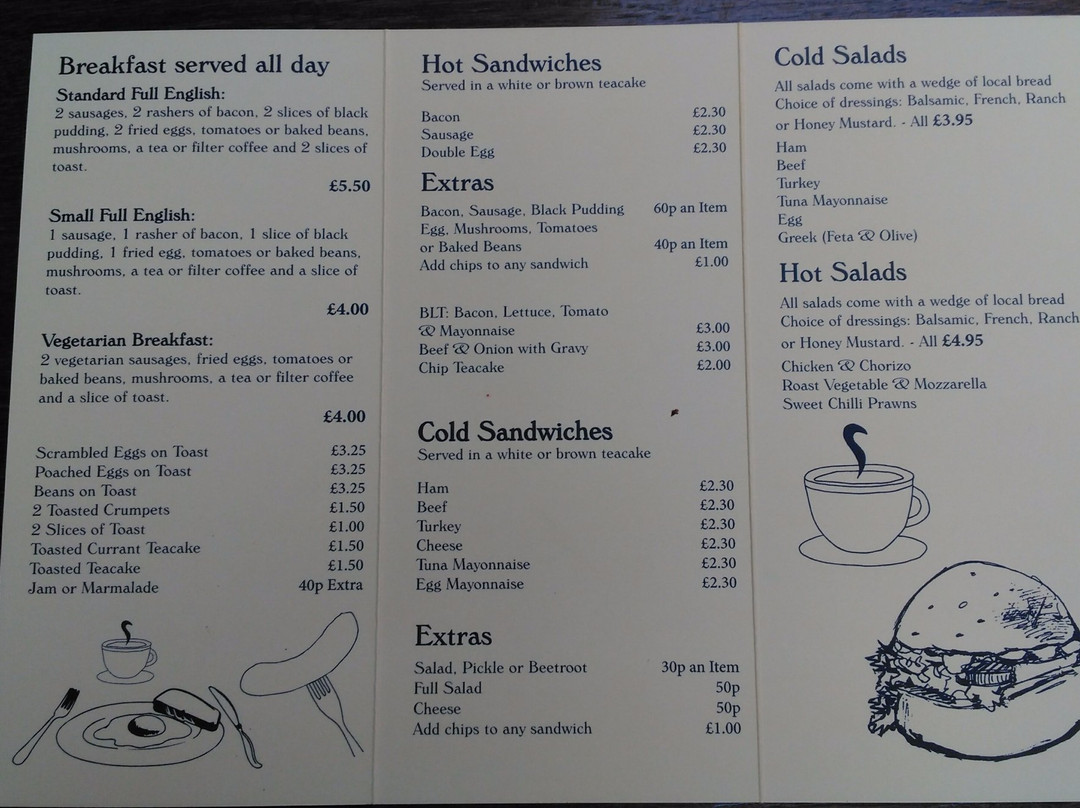 Breakfast served all day
Standard Full English:
2 sausages, 2 rashers of bacon, 2 slices of black
pudding, 2 fried eggs, tomatoes or baked beans,
mushrooms, a tea or filter coffee and 2 slices of
toast.
£5.50
Small Full English:
1 sausage, 1 rasher of bacon, 1 slice of black
pudding, 1 fried egg, tomatoes or baked beans,
mushrooms, a tea or filter coffee and a slice of
toast.
£4.00
Vegetarian Breakfast:
2 vegetarian sausages, fried eggs, tomatoes or
baked beans, mushrooms, a tea or filter coffee
and a slice of toast.
£4.00
Scrambled Eggs on Toast £3.25
Poached Eggs on Toast £3.25
Beans on Toast £3.25
2 Toasted Crumpets £1.50
2 Slices of Toast £1.00
Toasted Currant Teacake £1.50
Toasted Teacake £1.50
Jam or Marmalade 40p Extra
Hot Sandwiches
Served in a white or brown teacake
Bacon £2.30
Sausage £2.30
Double Egg £2.30
Extras
Bacon, Sausage, Black Pudding 60p an Item
Egg, Mushrooms, Tomatoes
or Baked Beans 40p an Item
Add chips to any sandwich £1.00
BLT: Bacon, Lettuce, Tomato
& Mayonnaise £3.00
Beef & Onion with Gravy £3.00
Chip Teacake £2.00
Cold Sandwiches
Served in a white or brown teacake
Ham £2.30
Beef £2.30
Turkey £2.30
Cheese £2.30
Tuna Mayonnaise £2.30
Egg Mayonnaise £2.30
Extras
Salad, Pickle or Beetroot 30p an Item
Full Salad 50p
Cheese 50p
Add chips to any sandwich £1.00
Cold Salads
All salads come with a wedge of local bread
Choice of dressings: Balsamic, French, Ranch
or Honey Mustard. - All £3.95
Ham
Beef
Turkey
Tuna Mayonnaise
Egg
Greek (Feta & Olive)
Hot Salads
All salads come with a wedge of local bread
Choice of dressings: Balsamic, French, Ranch
or Honey Mustard. - All £4.95
Chicken & Chorizo
Roast Vegetable & Mozzarella
Sweet Chilli Prawns